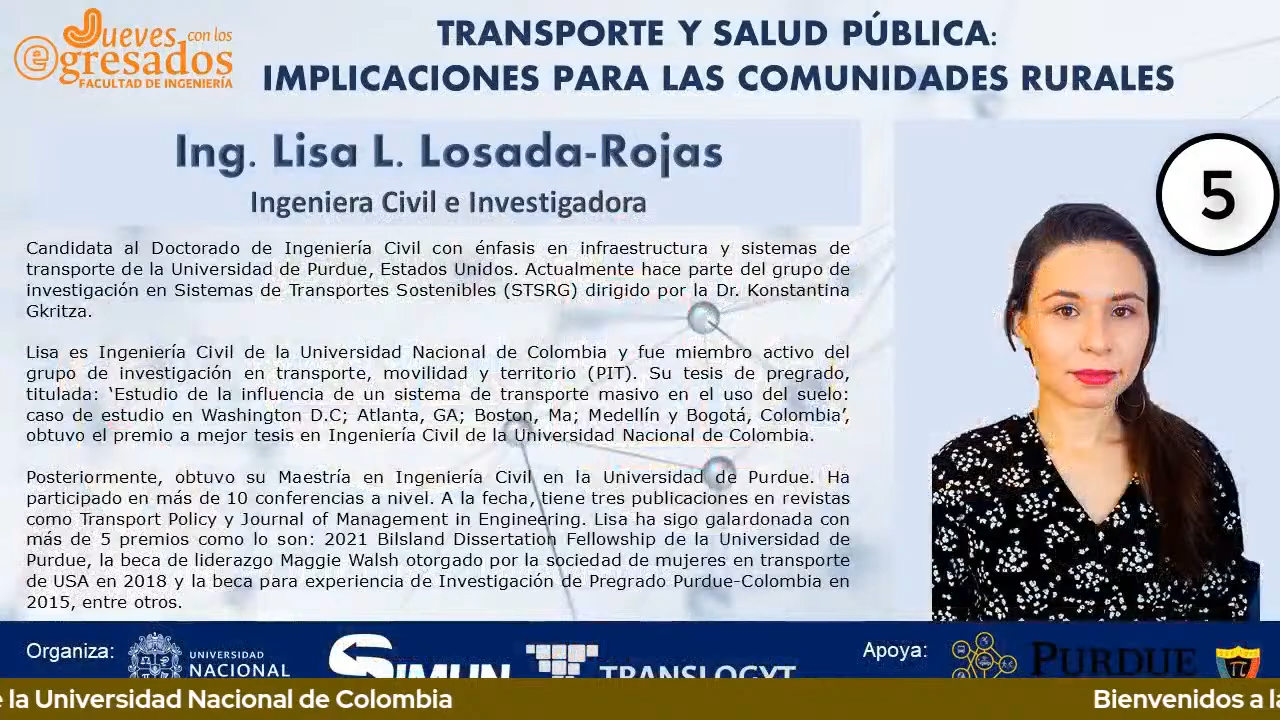 Jueves con los
egresados
FACULTAD DE INGENIERÍA
TRANSPORTE Y SALUD PÚBLICA:
IMPLICACIONES PARA LAS COMUNIDADES RURALES
Ing. Lisa L. Losada-Rojas
Ingeniera Civil e Investigadora
5
Candidata al Doctorado de Ingeniería Civil con énfasis en infraestructura y sistemas de
transporte de la Universidad de Purdue, Estados Unidos. Actualmente hace parte del grupo de
investigación en Sistemas de Transportes Sostenibles (STSRG) dirigido por la Dr. Konstantina
Gkritza.
Lisa es Ingeniería Civil de la Universidad Nacional de Colombia y fue miembro activo del
grupo de investigación en transporte, movilidad y territorio (PIT). Su tesis de pregrado,
titulada: ‘Estudio de la influencia de un sistema de transporte masivo en el uso del suelo:
caso de estudio en Washington D.C; Atlanta, GA; Boston, Ma; Medellín y Bogotá, Colombia’,
obtuvo el premio a mejor tesis en Ingeniería Civil de la Universidad Nacional de Colombia.
Posteriormente, obtuvo su Maestría en Ingeniería Civil en la Universidad de Purdue. Ha
participado en más de 10 conferencias a nivel. A la fecha, tiene tres publicaciones en revistas
como Transport Policy y Journal of Management in Engineering. Lisa ha sigo galardonada con
más de 5 premios como lo son: 2021 Bilsland Dissertation Fellowship de la Universidad de
Purdue, la beca de liderazgo Maggie Walsh otorgado por la sociedad de mujeres en transporte
de USA en 2018 y la beca para experiencia de Investigación de Pregrado Purdue-Colombia en
2015, entre otros.
Organiza:
UNIVERSIDAD
NACIONAL
SIMUN
TRANSLOGYT
Apoya:
PURDUE
e la Universidad Nacional de Colombia
Bienvenidos a la